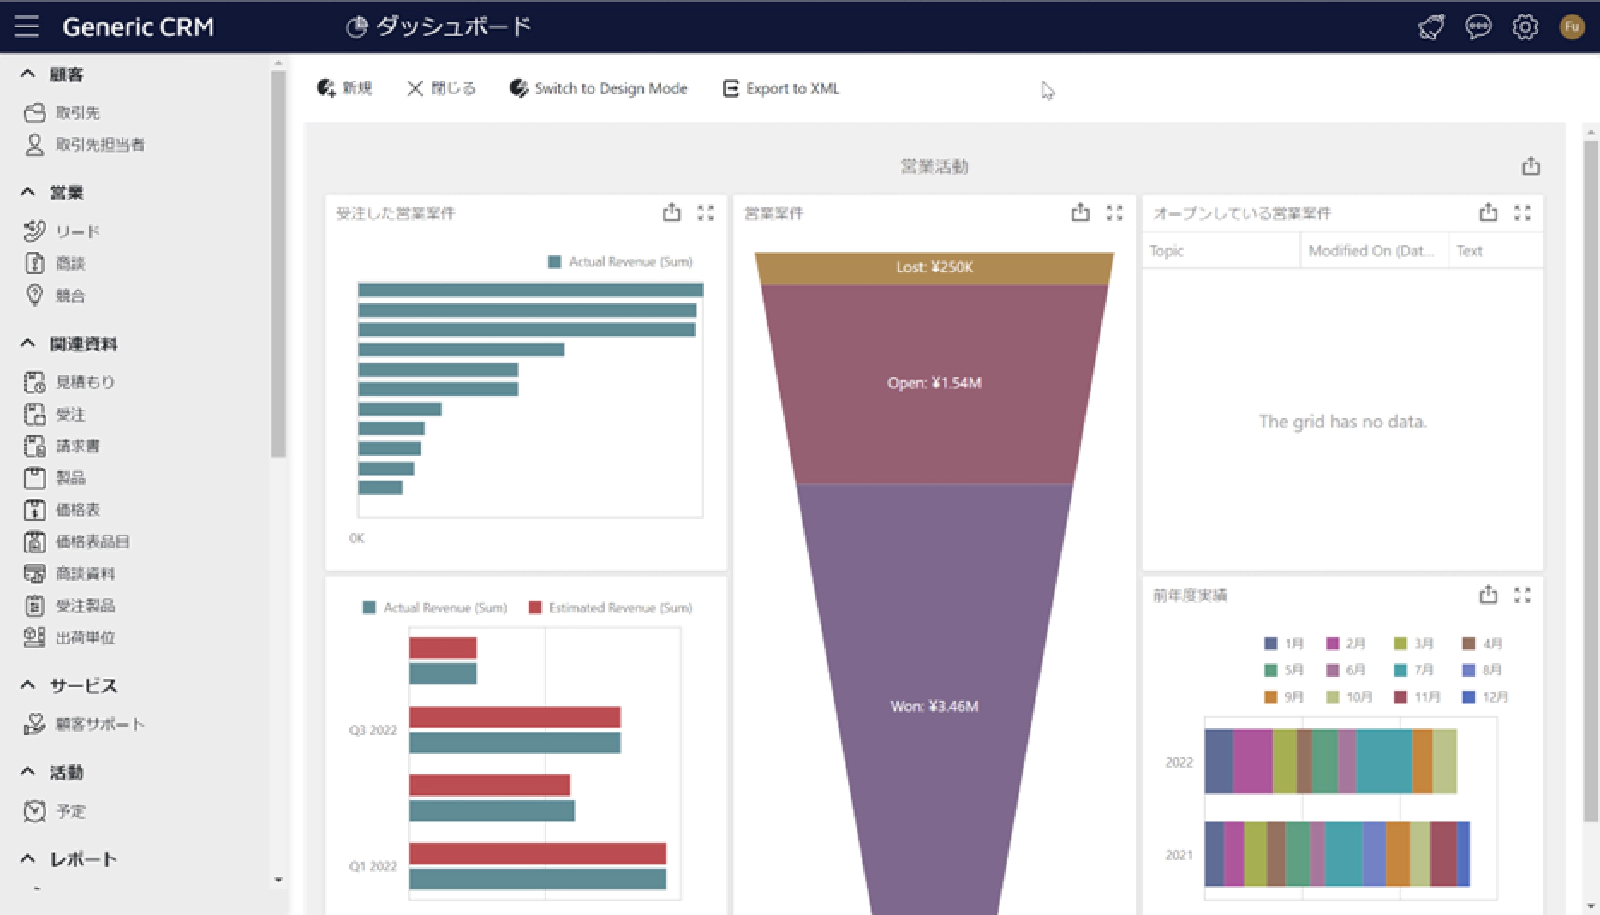 Generic CRM
ダッシュボード
Fu
顧客
取引先
取引先担当者
営業
リード
商談
競合
関連資料
見積もり
受注
請求書
製品
価格表
価格表品目
商談資料
受注製品
出荷単位
サービス
顧客サポート
活動
予定
レポート
新規
閉じる
Switch to Design Mode
Export to XML
営業活動
受注した営業案件
Actual Revenue (Sum)
0K
Actual Revenue (Sum)
Estimated Revenue (Sum)
Q3 2022
Q1 2022
営業案件
Lost: ¥250K
Open: ¥1.54M
Won: ¥3.46M
オープンしている営業案件
Topic
Modified On (Dat...
Text
The grid has no data.
前年度実績
1月 2月 3月 4月
5月 6月 7月 8月
9月 10月 11月 12月
2022
2021